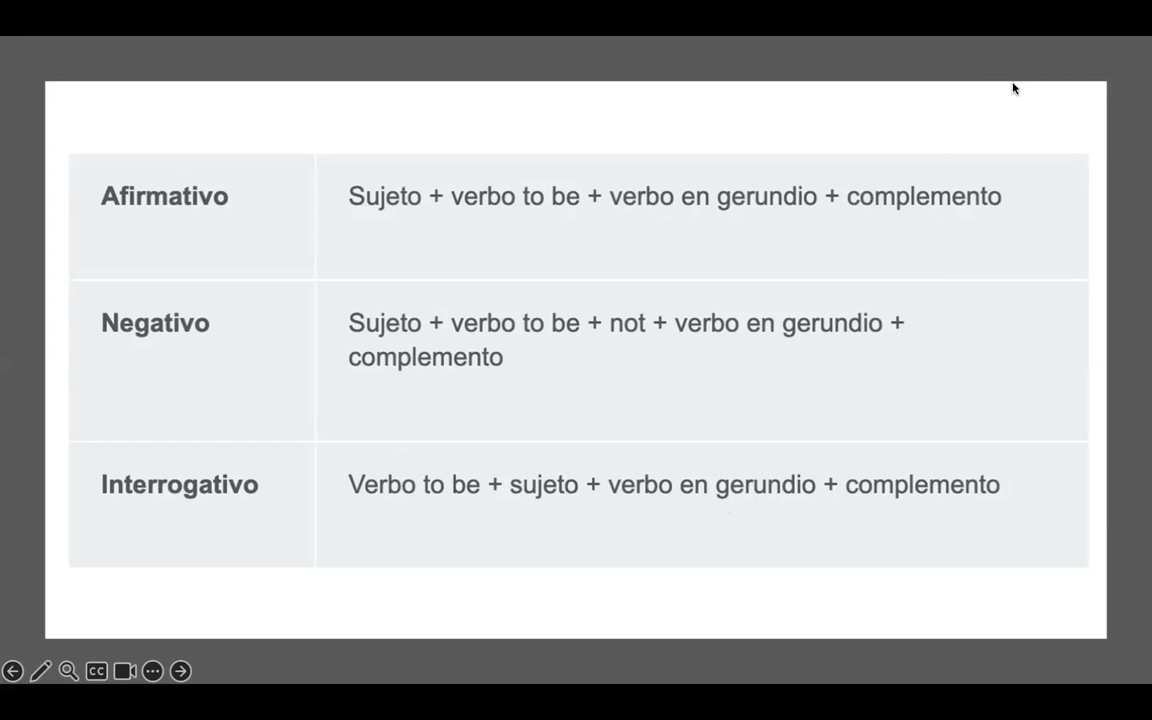 Afirmativo
Sujeto + verbo to be + verbo en gerundio + complemento
Negativo
Sujeto + verbo to be + not + verbo en gerundio +
complemento
Interrogativo
Verbo to be + sujeto + verbo en gerundio + complemento
CC